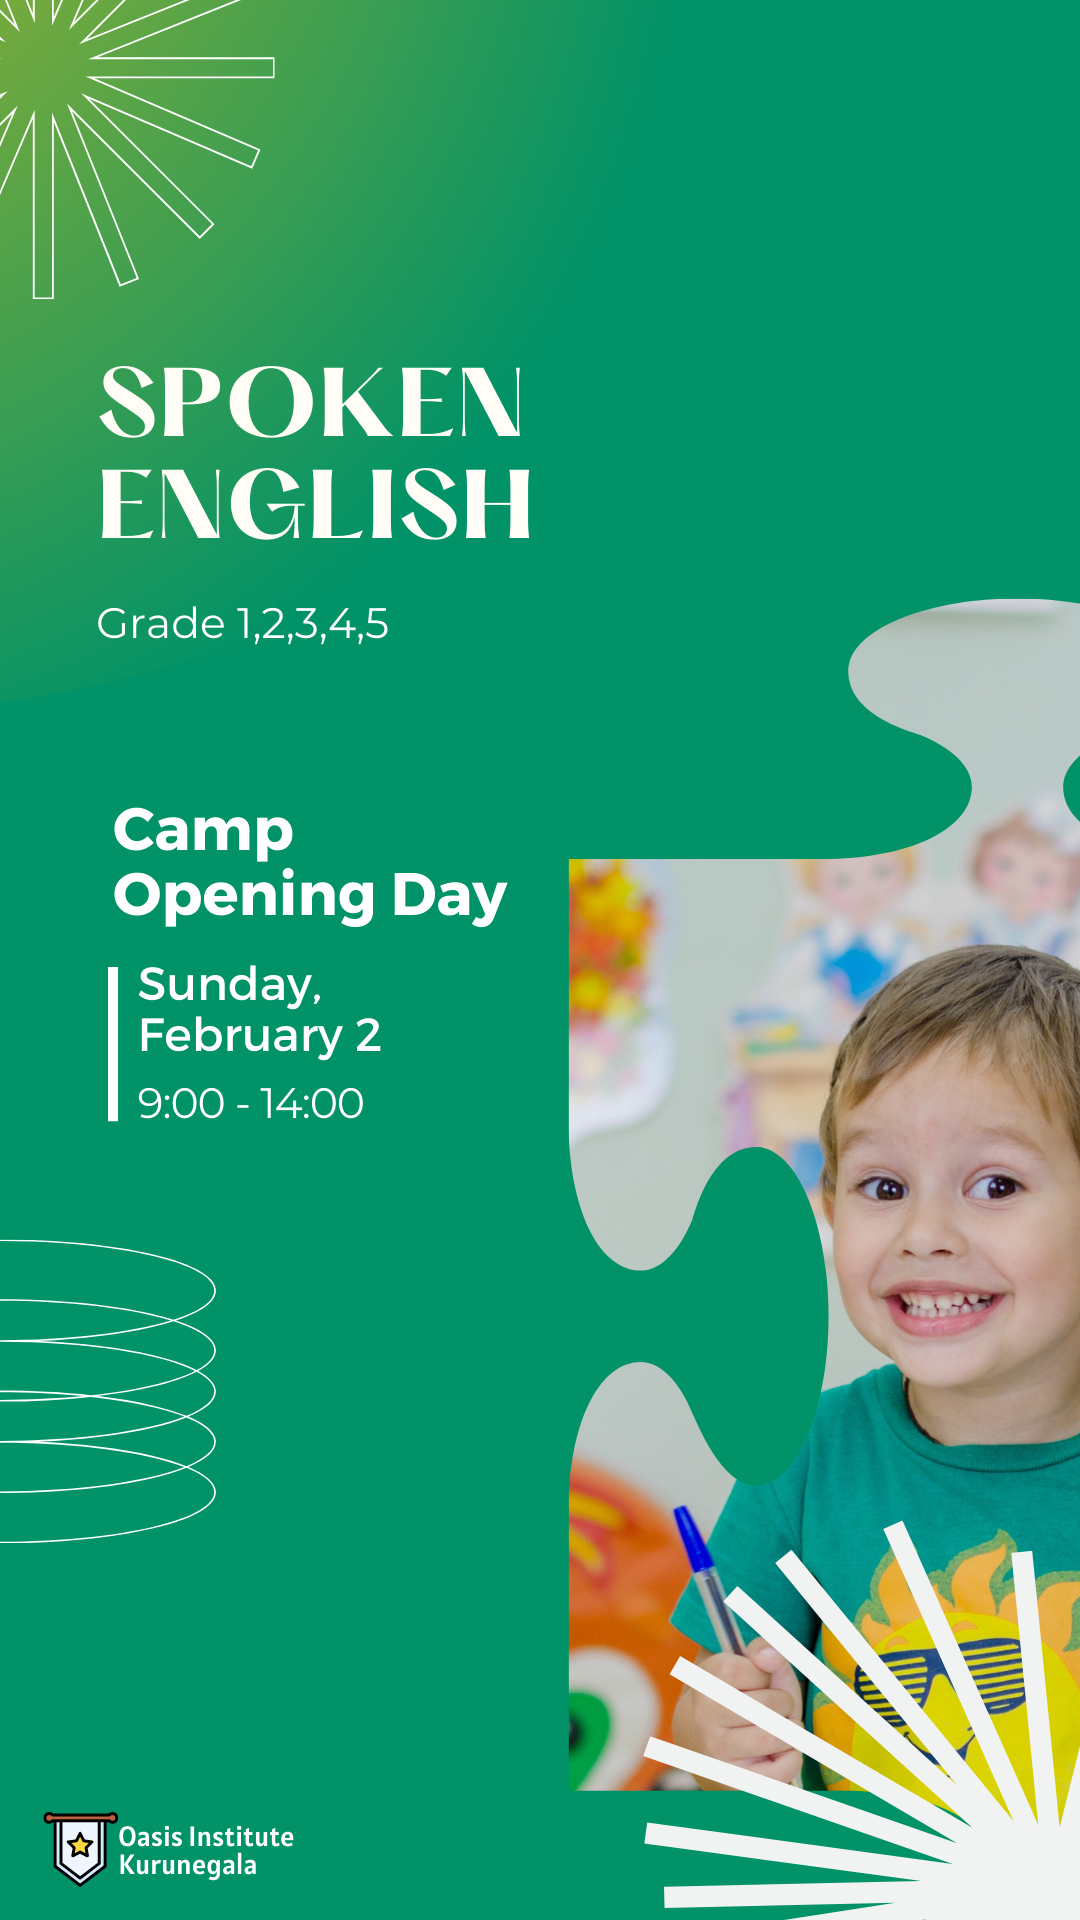 SPOKEN
ENGLISH
Grade 1,2,3,4,5
Camp
Opening Day
Sunday,
February 2
9:00 - 14:00
Oasis Institute
Kurunegala